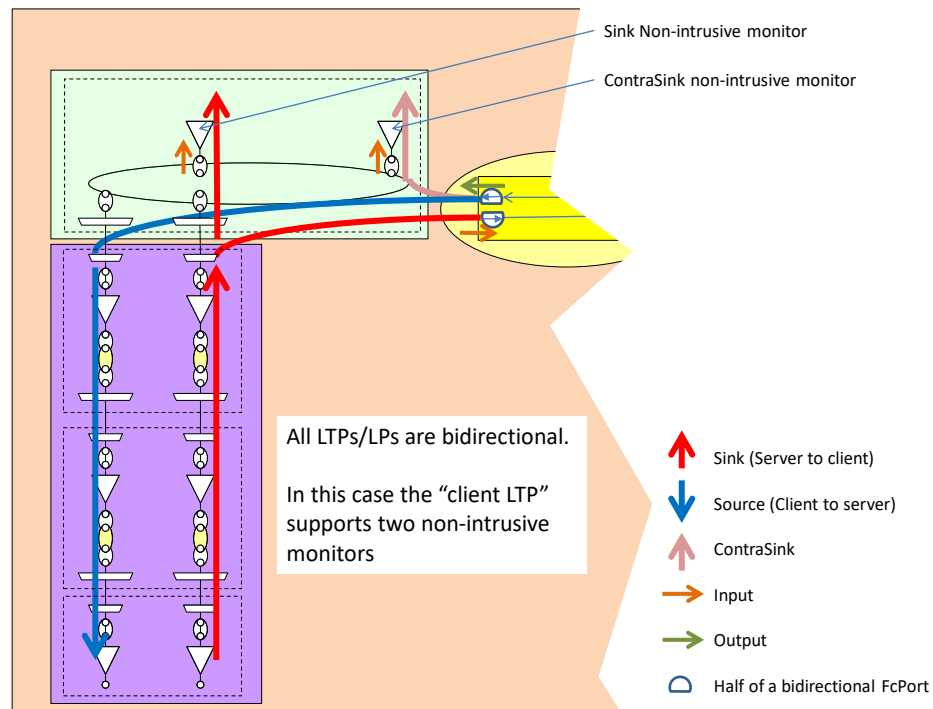 Sink Non-intrusive monitor
ContraSink non-intrusive monitor
All LTPs/LPs are bidirectional.
In this case the “client LTP”
supports two non-intrusive
monitors
Sink (Server to client)
Source (Client to server)
ContraSink
Input
Output
Half of a bidirectional FcPort